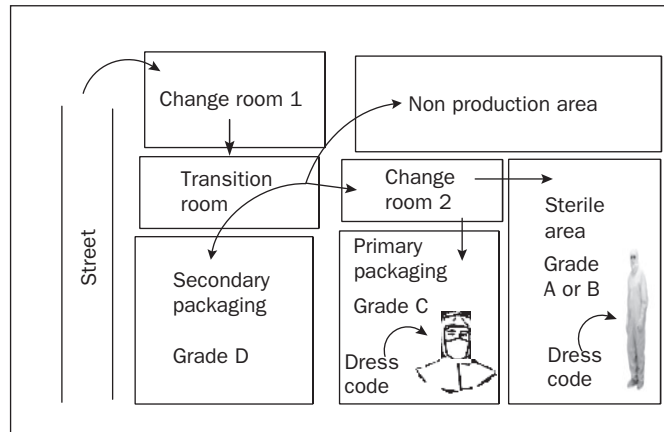 Change room 1
Non production area
Transition
room
Change
room 2
Street
Secondary
packaging
Grade D
Primary
packaging
Grade C
Dress
code
Sterile
area
Grade
A or B
Dress
code